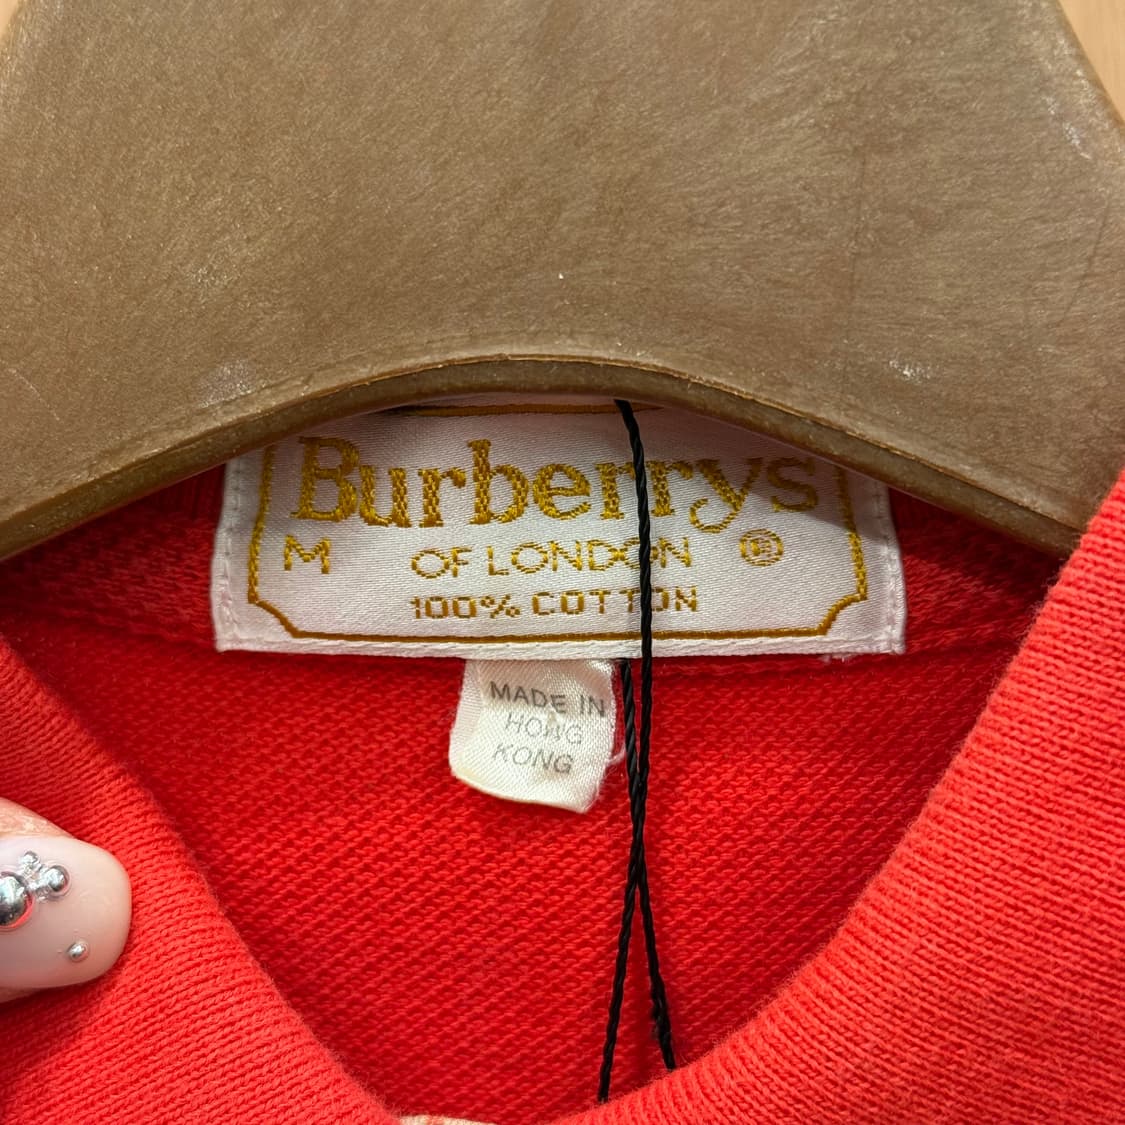 Burberrys
M OF LONDON ®
100% COTTON
MADE IN
HONG
KONG